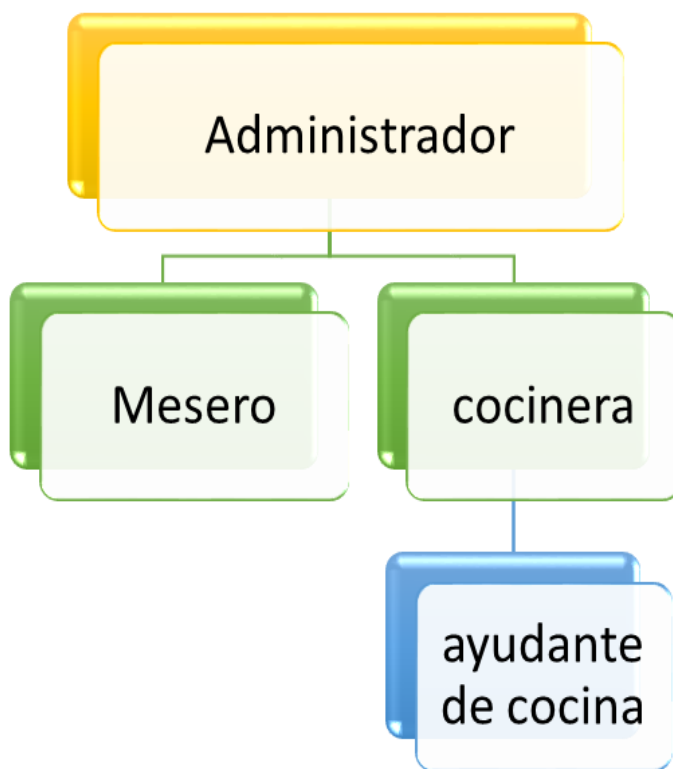 Administrador
Mesero
cocinera
ayudante
de cocina